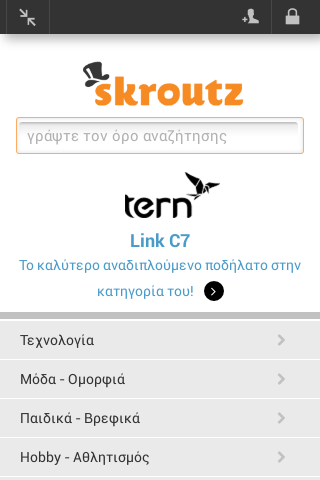 skroutz
γράψτε τον όρο αναζήτησης
tern
Link C7
Το καλύτερο αναδιπλούμενο ποδήλατο στην
κατηγορία του!
Τεχνολογία
Μόδα - Ομορφιά
Παιδικά - Βρεφικά
Hobby - Αθλητισμός